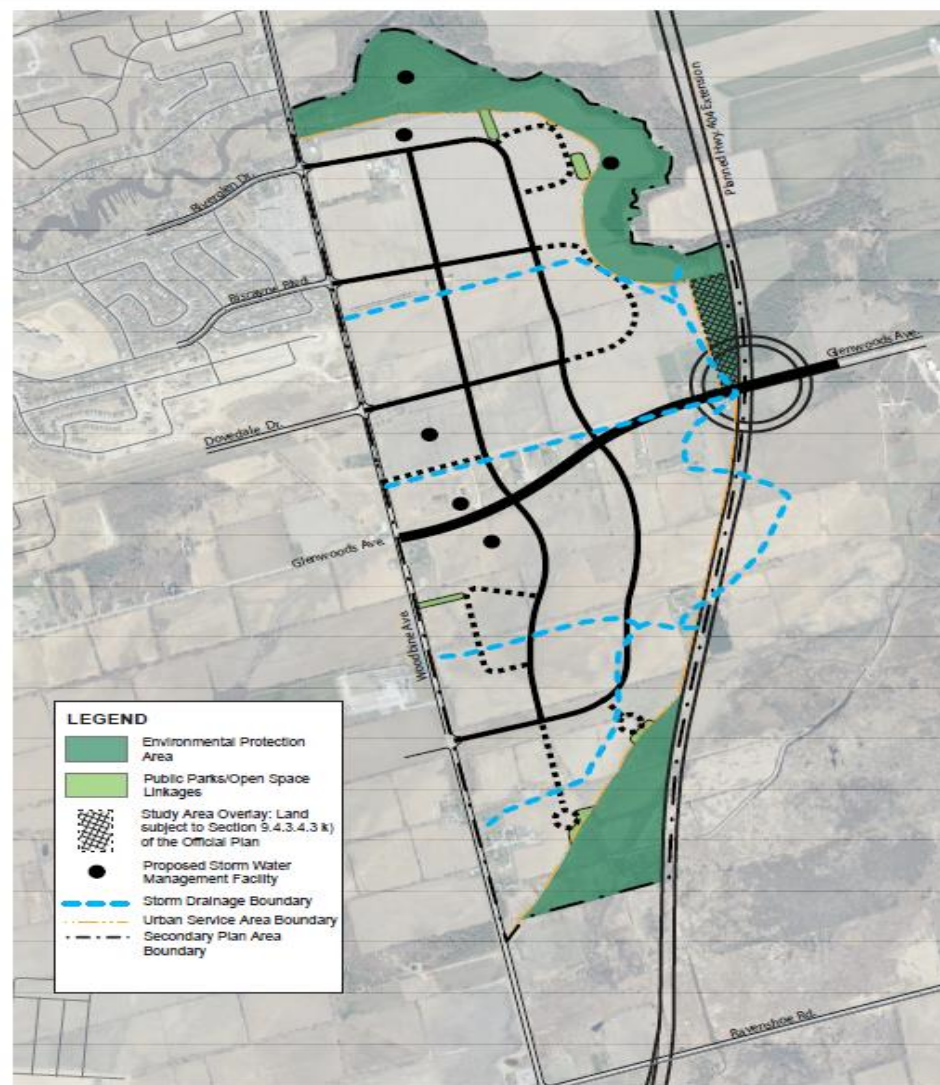 Planned Hwy. 404 Extension
Riverglen Dr.
Biscayne Blvd.
Glenwoods Ave.
Dovedale Dr.
Glenwoods Ave.
Woodbine Ave.
LEGEND
Environmental Protection
Area
Public Parks/Open Space
Linkages
Study Area Overlay: Land
subject to Section 9.4.3.4.3 k)
of the Official Plan
Proposed Storm Water
Management Facility
Storm Drainage Boundary
Urban Service Area Boundary
Secondary Plan Area
Boundary
Ravenshoe Rd.